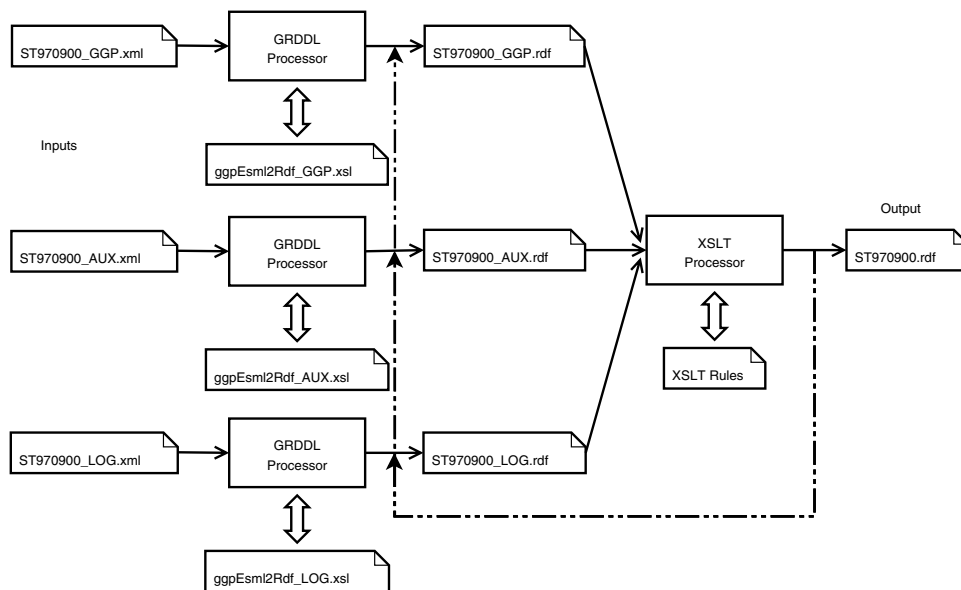 ST970900_GGP.xml
GRDDL
Processor
ST970900_GGP.rdf
Inputs
ggpEsml2Rdf_GGP.xsl
ST970900_AUX.xml
GRDDL
Processor
ST970900_AUX.rdf
XSLT
Processor
Output
ST970900.rdf
ggpEsml2Rdf_AUX.xsl
XSLT Rules
ST970900_LOG.xml
GRDDL
Processor
ST970900_LOG.rdf
ggpEsml2Rdf_LOG.xsl